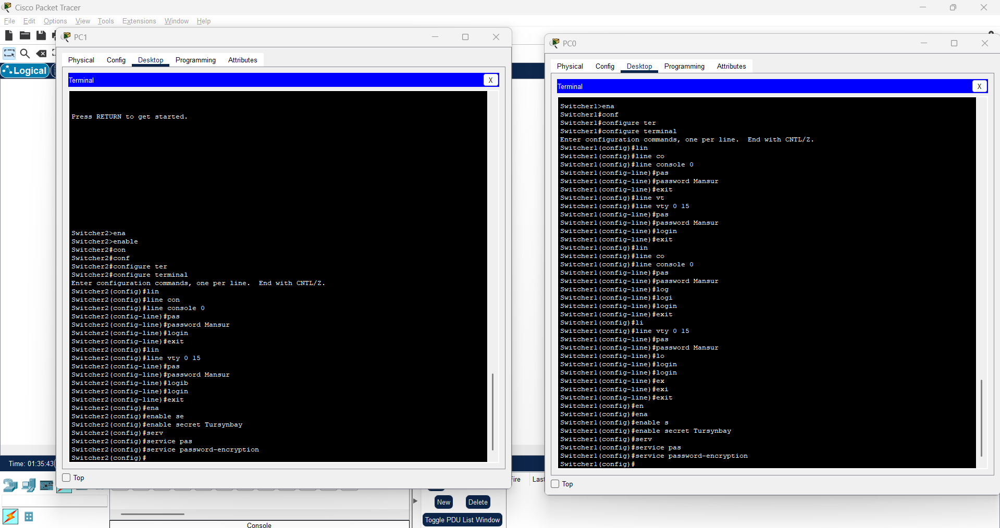 Cisco Packet Tracer
File Edit Options View Tools Extensions Window Help
Logical
Time: 01:35:43
PC1
Physical Config Desktop Programming Attributes
Terminal X
Press RETURN to get started.
Switcher2>ena
Switcher2>enable
Switcher2#con
Switcher2#conf
Switcher2#configure ter
Switcher2#configure terminal
Enter configuration commands, one per line. End with CNTL/Z.
Switcher2(config)#lin
Switcher2(config)#line con
Switcher2(config)#line console 0
Switcher2(config-line)#pas
Switcher2(config-line)#password Mansur
Switcher2(config-line)#login
Switcher2(config-line)#exit
Switcher2(config)#lin
Switcher2(config)#line vty 0 15
Switcher2(config-line)#pas
Switcher2(config-line)#password Mansur
Switcher2(config-line)#logib
Switcher2(config-line)#login
Switcher2(config-line)#exit
Switcher2(config)#ena
Switcher2(config)#enable se
Switcher2(config)#enable secret Tursynbay
Switcher2(config)#serv
Switcher2(config)#service pas
Switcher2(config)#service password-encryption
Switcher2(config)#
Top
PC0
Physical Config Desktop Programming Attributes
Terminal X
Switcher1>ena
Switcher1#conf
Switcher1#configure ter
Switcher1#configure terminal
Enter configuration commands, one per line. End with CNTL/Z.
Switcher1(config)#lin
Switcher1(config)#line co
Switcher1(config)#line console 0
Switcher1(config-line)#pas
Switcher1(config-line)#password Mansur
Switcher1(config-line)#exit
Switcher1(config)#line vt
Switcher1(config)#line vty 0 15
Switcher1(config-line)#pas
Switcher1(config-line)#password Mansur
Switcher1(config-line)#login
Switcher1(config-line)#exit
Switcher1(config)#lin
Switcher1(config)#line co
Switcher1(config)#line console 0
Switcher1(config-line)#pas
Switcher1(config-line)#password Mansur
Switcher1(config-line)#log
Switcher1(config-line)#logi
Switcher1(config-line)#login
Switcher1(config-line)#exit
Switcher1(config)#li
Switcher1(config)#line vty 0 15
Switcher1(config-line)#pas
Switcher1(config-line)#password Mansur
Switcher1(config-line)#lo
Switcher1(config-line)#login
Switcher1(config-line)#login
Switcher1(config-line)#ex
Switcher1(config-line)#exi
Switcher1(config-line)#exit
Switcher1(config)#en
Switcher1(config)#ena
Switcher1(config)#enable s
Switcher1(config)#enable secret Tursynbay
Switcher1(config)#serv
Switcher1(config)#service pas
Switcher1(config)#service password-encryption
Switcher1(config)#
Top
ire Last
New Delete
Toggle PDU List Window
Console